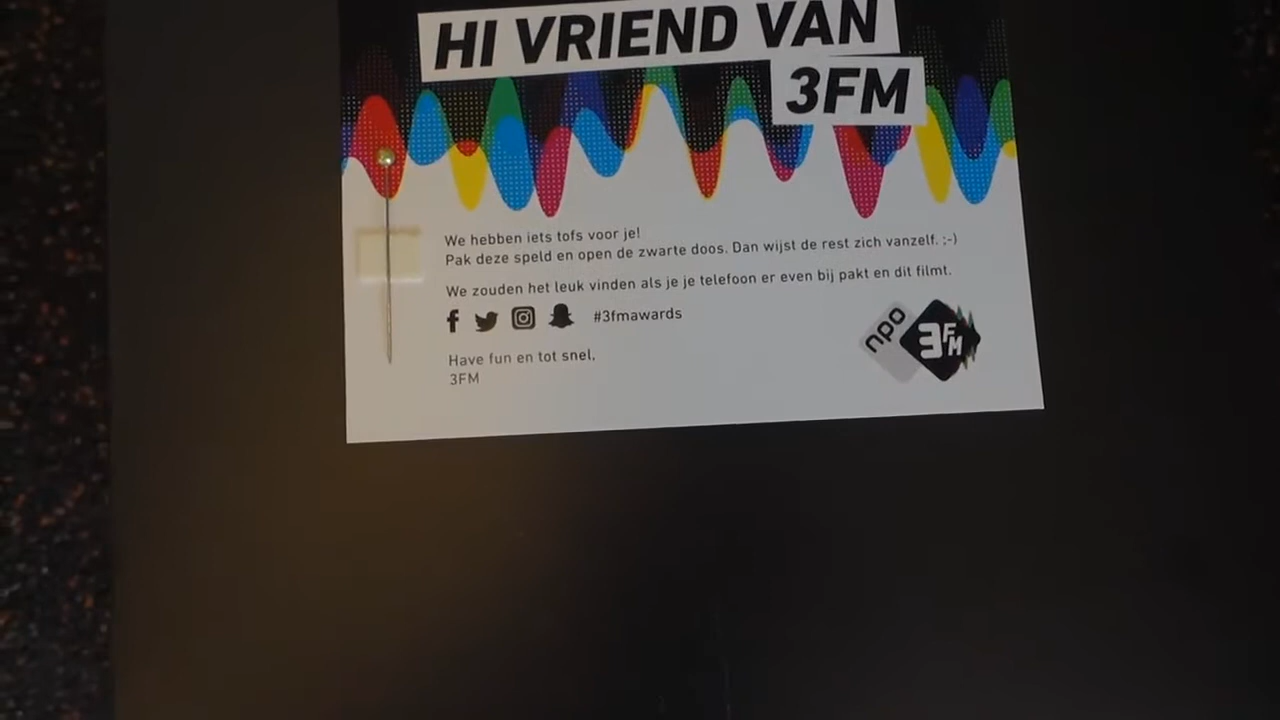 HI VRIEND VAN
3FM
We hebben iets tofs voor je!
Pak deze speld en open de zwarte doos. Dan wijst de rest zich vanzelf. ;-)
We zouden het leuk vinden als je je telefoon er even bij pakt en dit filmt.
#3fmawards
Have fun en tot snel,
3FM
npo
3FM